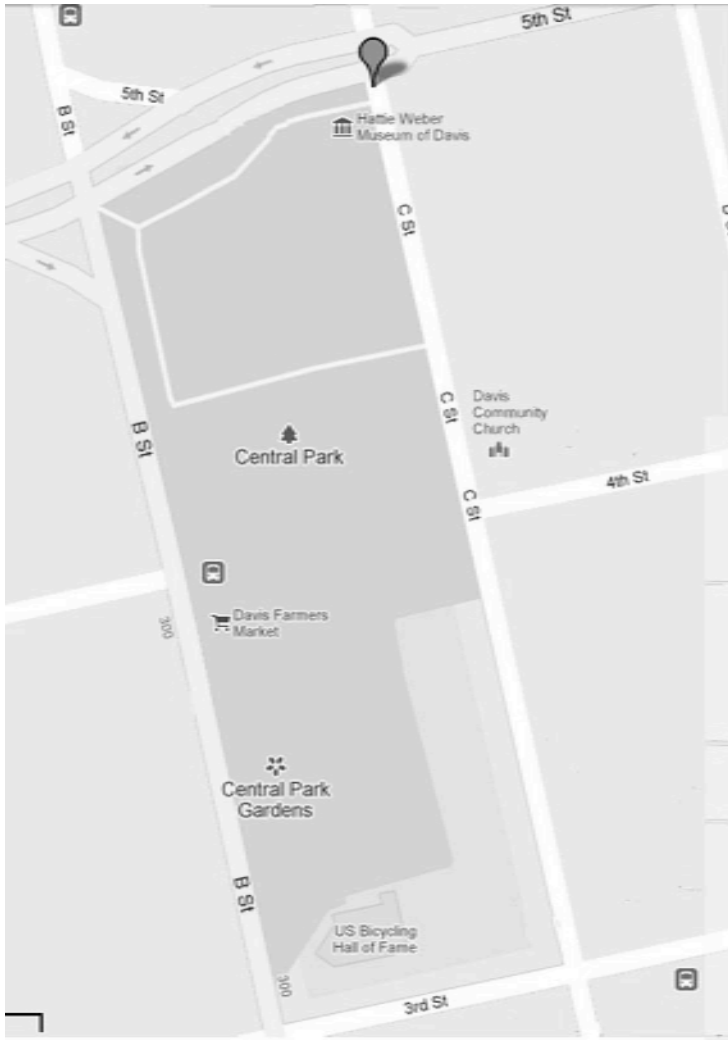 5th St
5th St
B St
Hattie Weber
Museum of Davis
C St
Davis
Community
Church
C St
B St
Central Park
4th St
C St
Davis Farmers
Market
300
Central Park
Gardens
B St
US Bicycling
Hall of Fame
300
3rd St